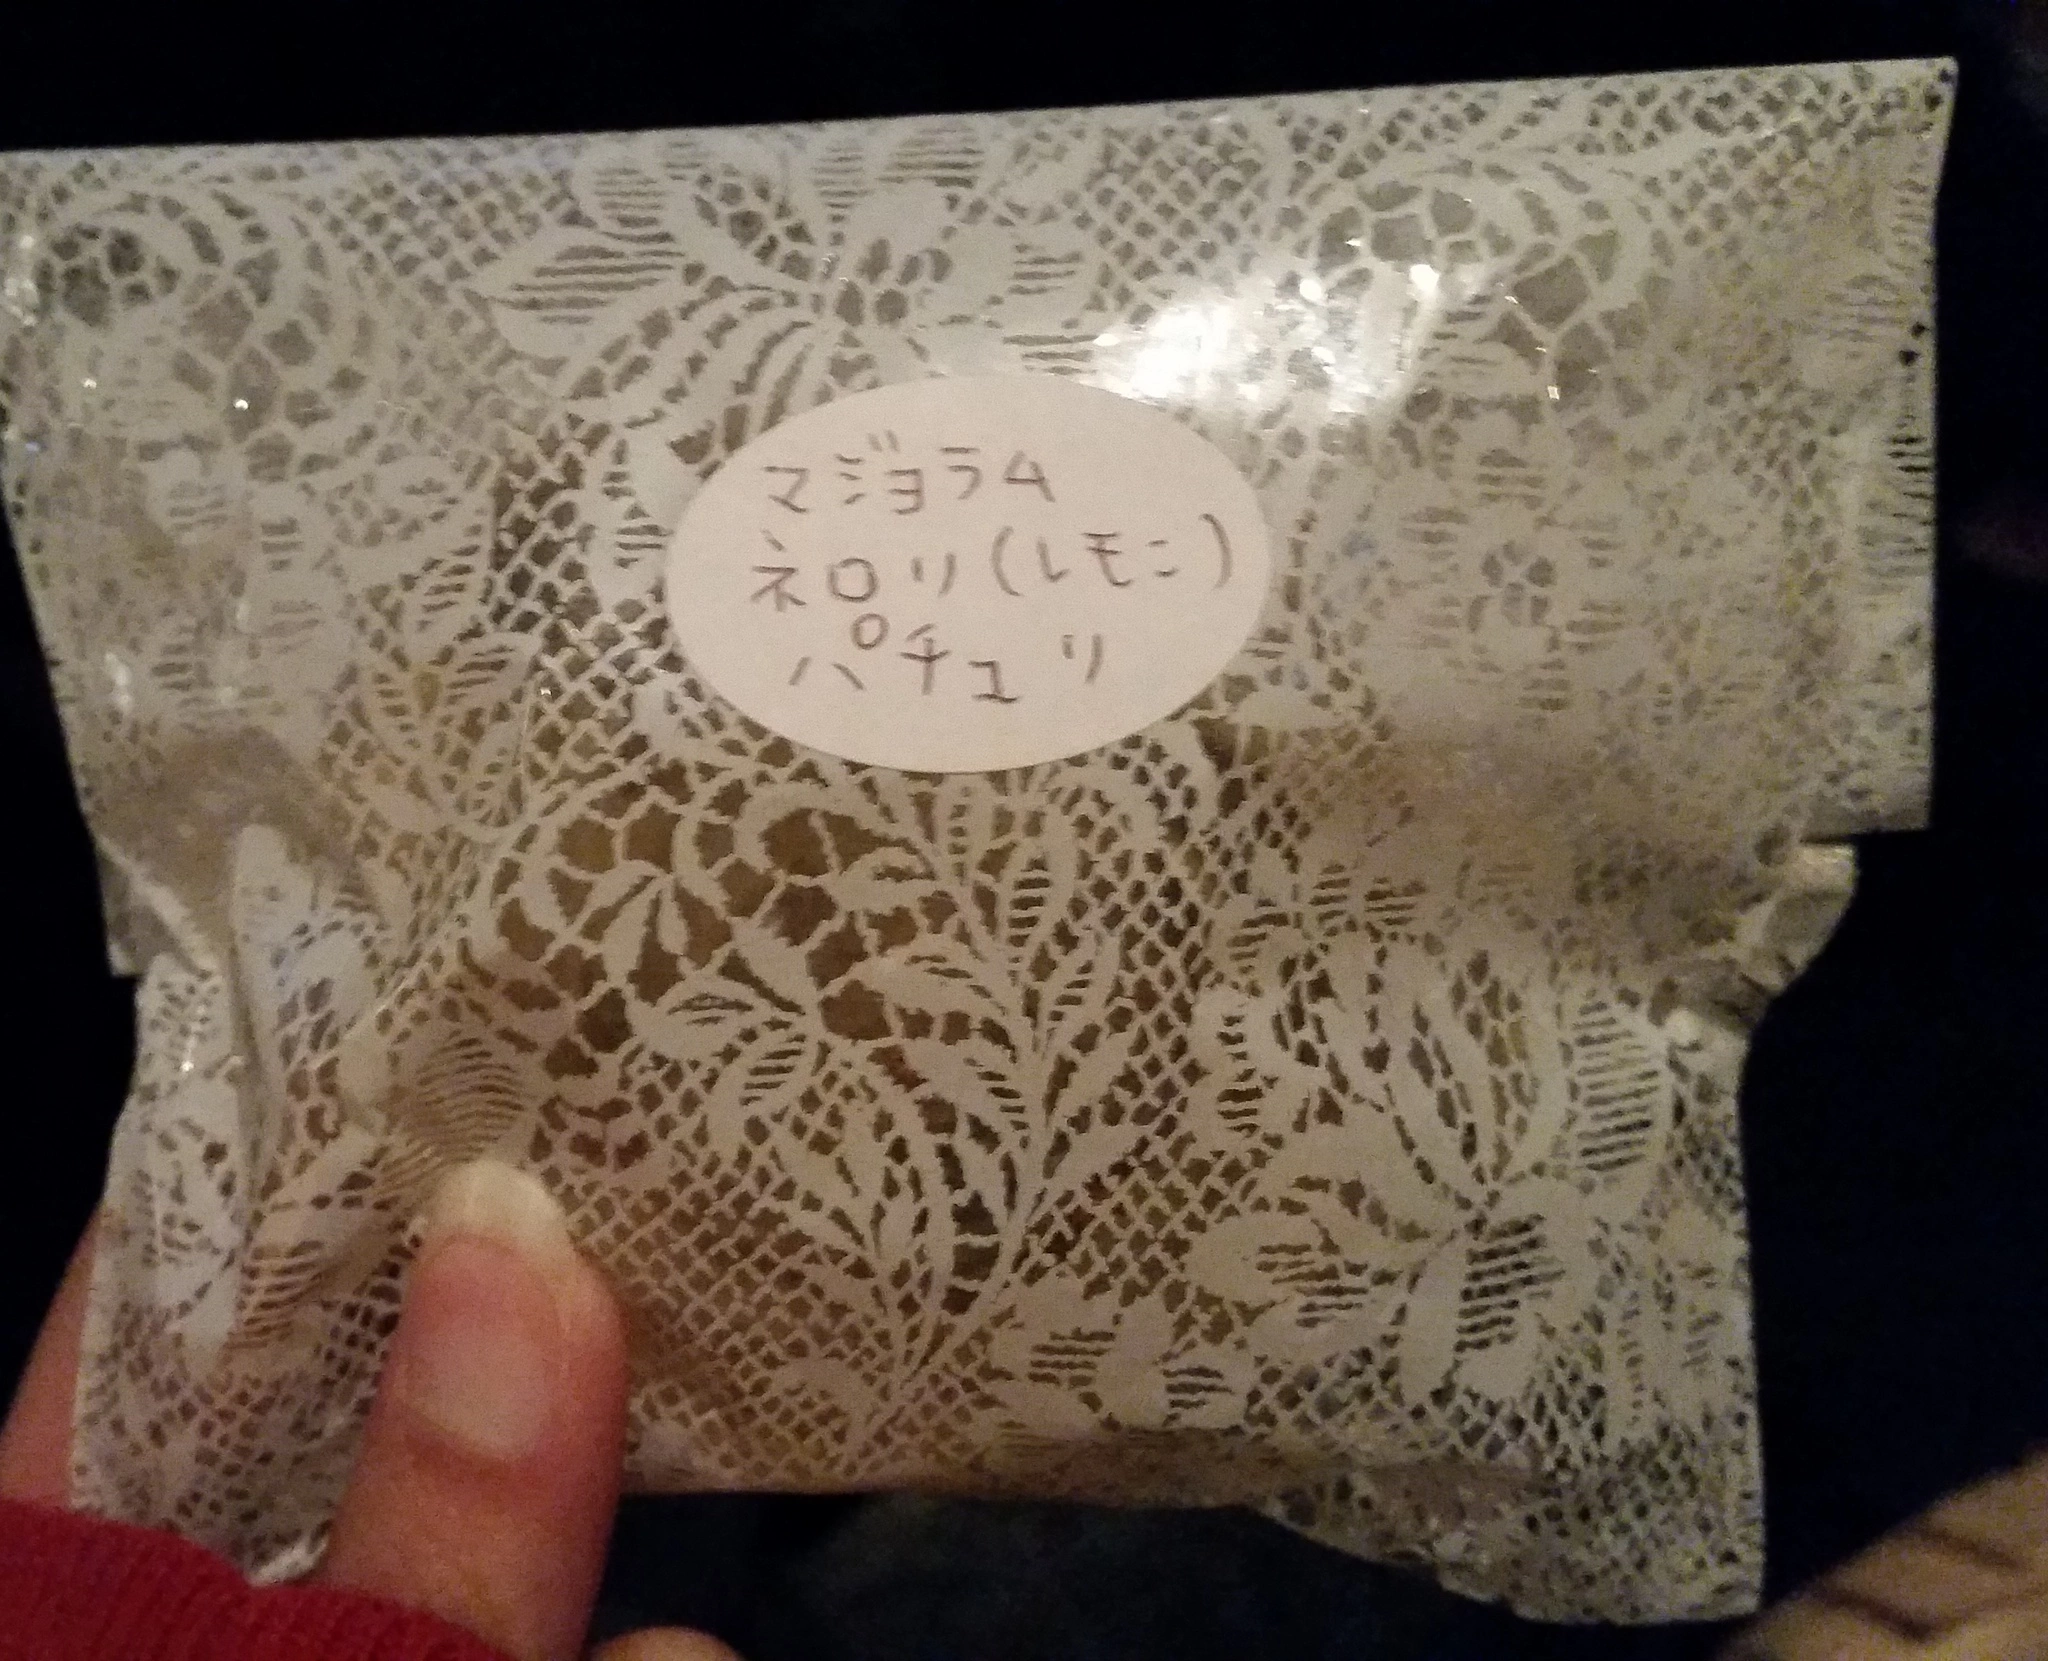 マジョラム
ネロリ(レモン)
パチュリ